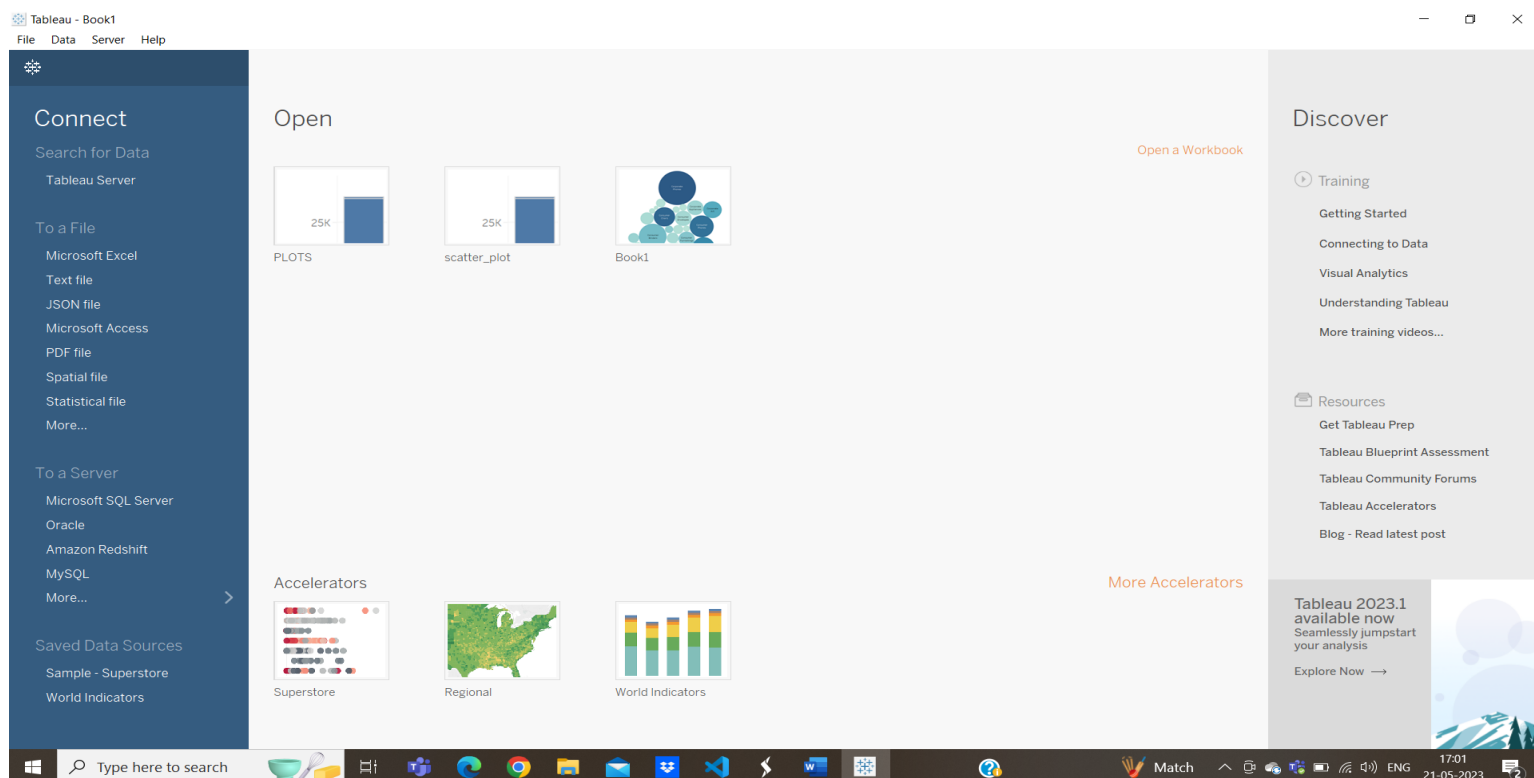 Tableau - Book1
File Data Server Help
Connect
Search for Data
Tableau Server
To a File
Microsoft Excel
Text file
JSON file
Microsoft Access
PDF file
Spatial file
Statistical file
More...
To a Server
Microsoft SQL Server
Oracle
Amazon Redshift
MySQL
More...
Saved Data Sources
Sample - Superstore
World Indicators
Open
Open a Workbook
25K
PLOTS
25K
scatter_plot
Book1
Accelerators
More Accelerators
Superstore
Regional
World Indicators
Discover
Training
Getting Started
Connecting to Data
Visual Analytics
Understanding Tableau
More training videos...
Resources
Get Tableau Prep
Tableau Blueprint Assessment
Tableau Community Forums
Tableau Accelerators
Blog - Read latest post
Tableau 2023.1
available now
Seamlessly jumpstart
your analysis
Explore Now →
Type here to search
Match
ENG
17:01
21-05-2023